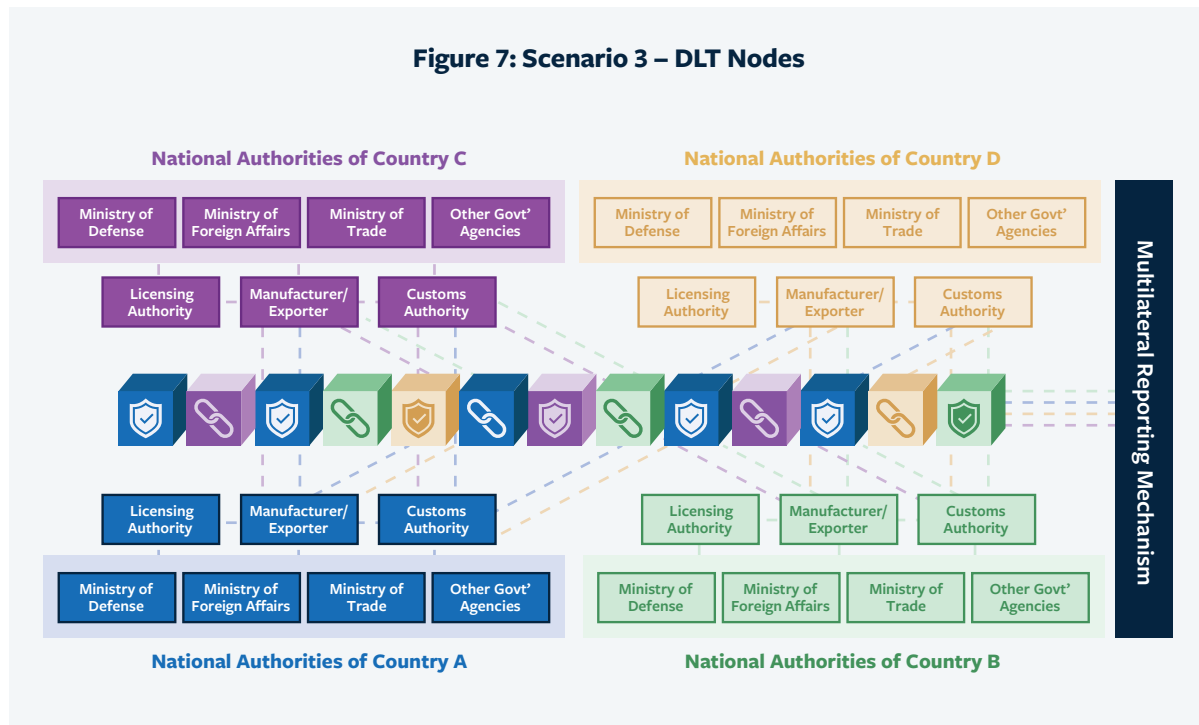 Figure 7: Scenario 3 – DLT Nodes
National Authorities of Country C
Ministry of
Defense
Ministry of
Foreign Affairs
Ministry of
Trade
Other Govt’
Agencies
Licensing
Authority
Manufacturer/
Exporter
Customs
Authority
National Authorities of Country D
Ministry of
Defense
Ministry of
Foreign Affairs
Ministry of
Trade
Other Govt’
Agencies
Licensing
Authority
Manufacturer/
Exporter
Customs
Authority
Multilateral Reporting Mechanism
Licensing
Authority
Manufacturer/
Exporter
Customs
Authority
Ministry of
Defense
Ministry of
Foreign Affairs
Ministry of
Trade
Other Govt’
Agencies
National Authorities of Country A
Licensing
Authority
Manufacturer/
Exporter
Customs
Authority
Ministry of
Defense
Ministry of
Foreign Affairs
Ministry of
Trade
Other Govt’
Agencies
National Authorities of Country B